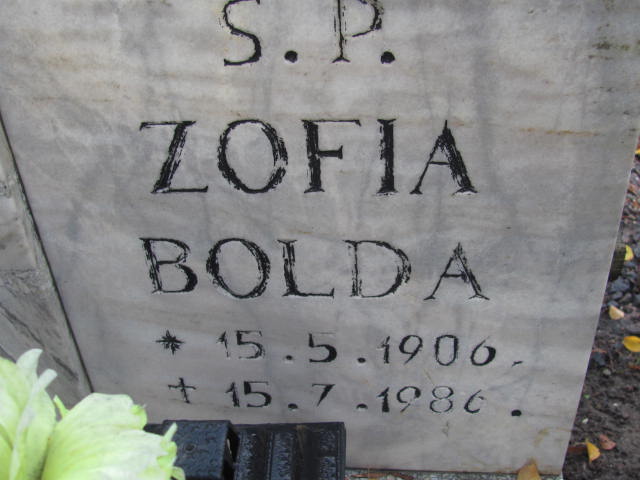 S.P.
ZOFIA
BOLDA
* 15.5.1906.
† 15.7.1986.